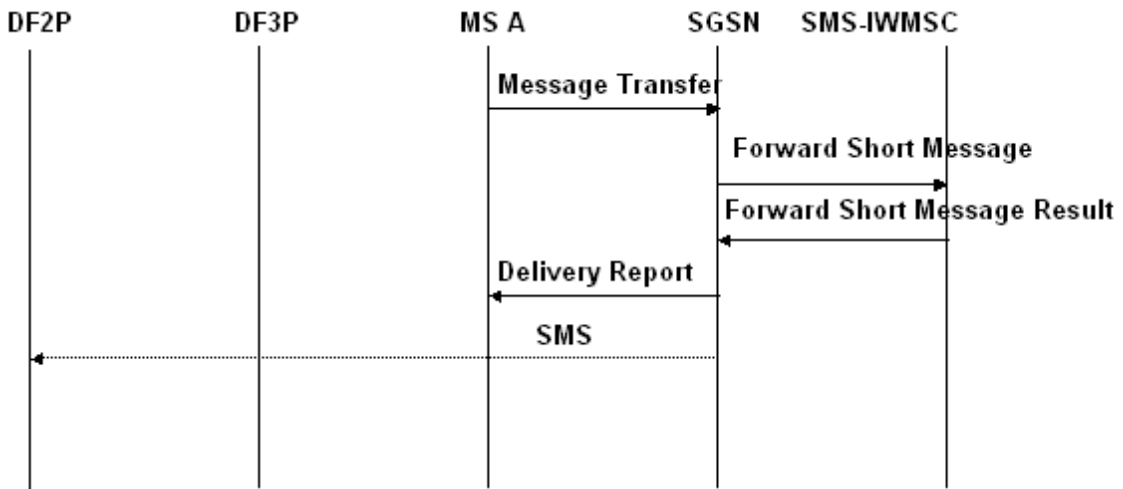 DF2P DF3P MS A SGSN SMS-IWMSC
Message Transfer
Forward Short Message
Forward Short Message Result
Delivery Report
SMS